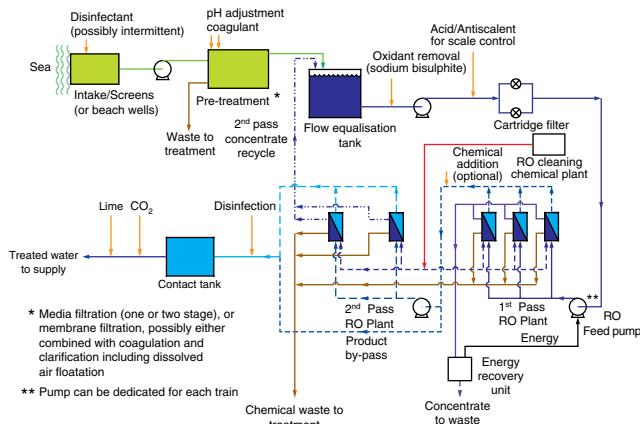 Disinfectant
(possibly intermittent)
pH adjustment
coagulant
Sea
Intake/Screens
(or beach wells)
Pre-treatment *
Waste to
treatment
2nd pass
concentrate
recycle
Flow equalisation
tank
Oxidant removal
(sodium bisulphite)
Acid/Antiscalent
for scale control
Cartridge filter
RO cleaning
chemical plant
Chemical
addition
(optional)
Lime
CO2
Disinfection
Treated water
to supply
Contact tank
2nd Pass
RO Plant
1st Pass
RO Plant
**
RO
Feed pump
Product
by-pass
Energy
Energy
recovery
unit
* Media filtration (one or two stage), or
membrane filtration, possibly either
combined with coagulation and
clarification including dissolved
air floatation
** Pump can be dedicated for each train
Chemical waste to
Concentrate
to waste